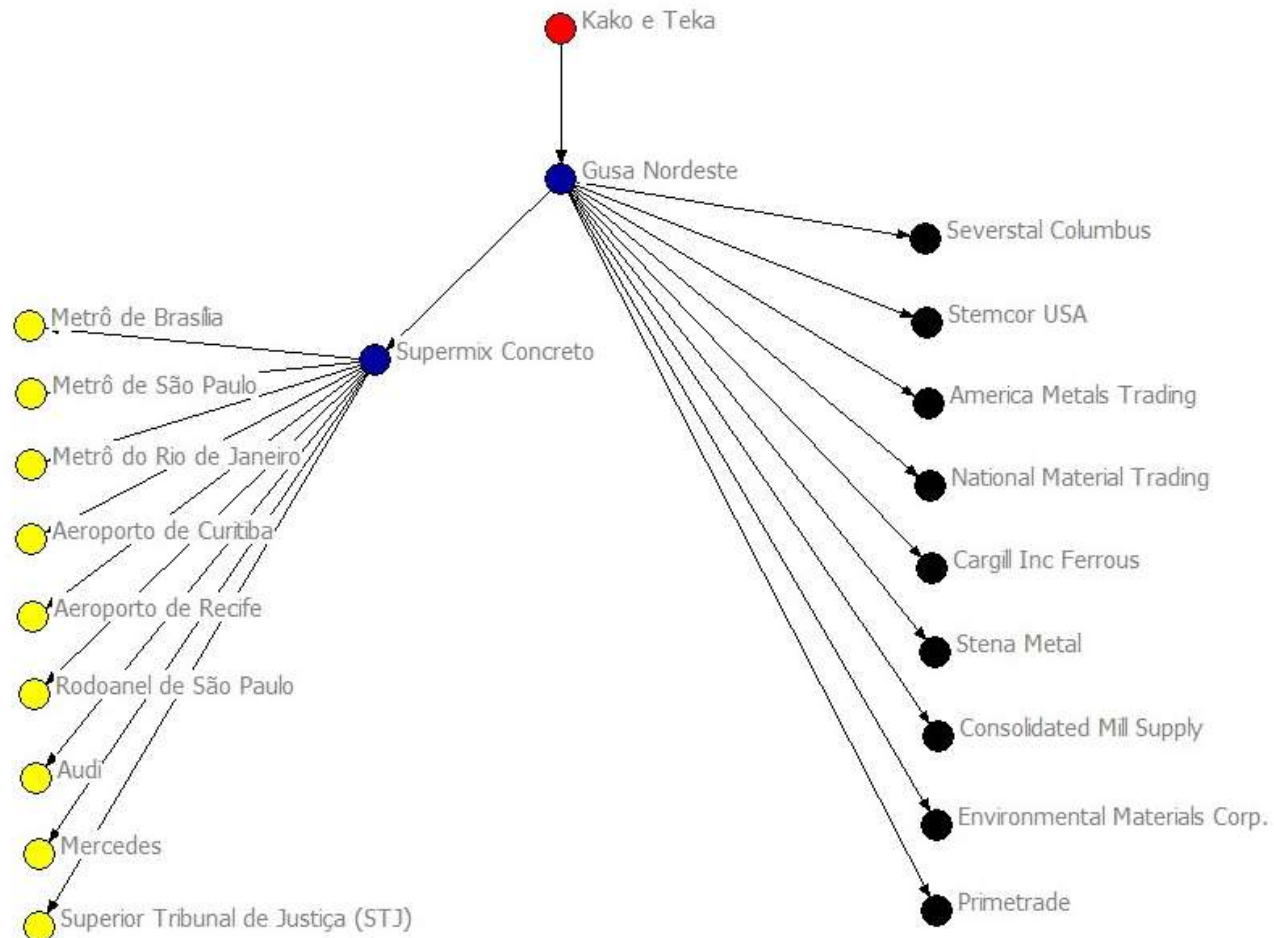 Kako e Teka
Gusa Nordeste
Severstal Columbus
Stemcor USA
America Metals Trading
National Material Trading
Cargill Inc Ferrous
Stena Metal
Consolidated Mill Supply
Environmental Materials Corp.
Primetrade
Supermix Concreto
Metrô de Brasília
Metrô de São Paulo
Metrô do Rio de Janeiro
Aeroporto de Curitiba
Aeroporto de Recife
Rodoanel de São Paulo
Audi
Mercedes
Superior Tribunal de Justiça (STJ)